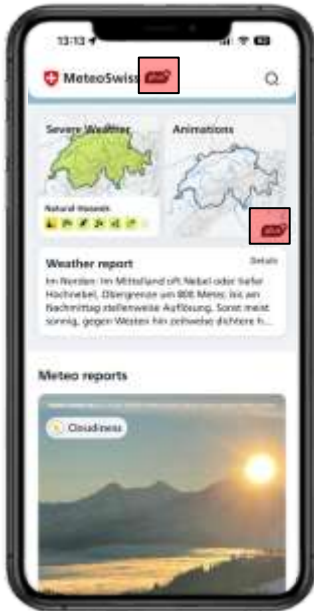 13:13
MeteoSwiss
Severe Weather
Animations
Natural Hazards
Weather report
Details
Im Norden: Im Mittelland oft Nebel oder tiefer
Hochnebel, Obergrenze um 800 Meter, bis am
Nachmittag stellenweise Auflösung. Sonst meist
sonnig, gegen Westen hin zeitweise dichtere h...
Meteo reports
Cloudiness